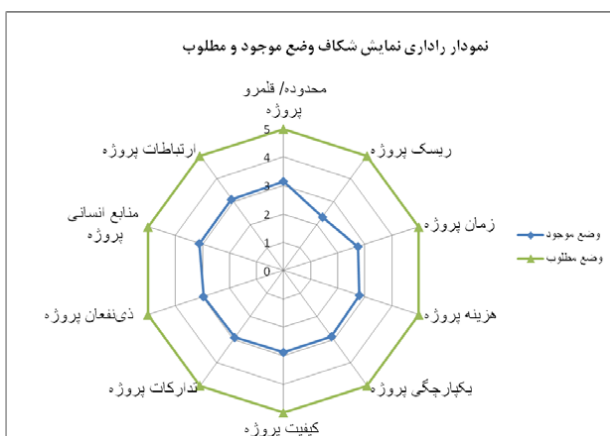 نمودار راداری نمایش شکاف وضع موجود و مطلوب
محدوده/ قلمرو
پروژه
ریسک پروژه
زمان پروژه
هزینه پروژه
یکپارچگی پروژه
کیفیت پروژه
تدارکات پروژه
ذی‌نفعان پروژه
منابع انسانی
پروژه
ارتباطات پروژه
5
4
3
2
1
0
وضع موجود
وضع مطلوب